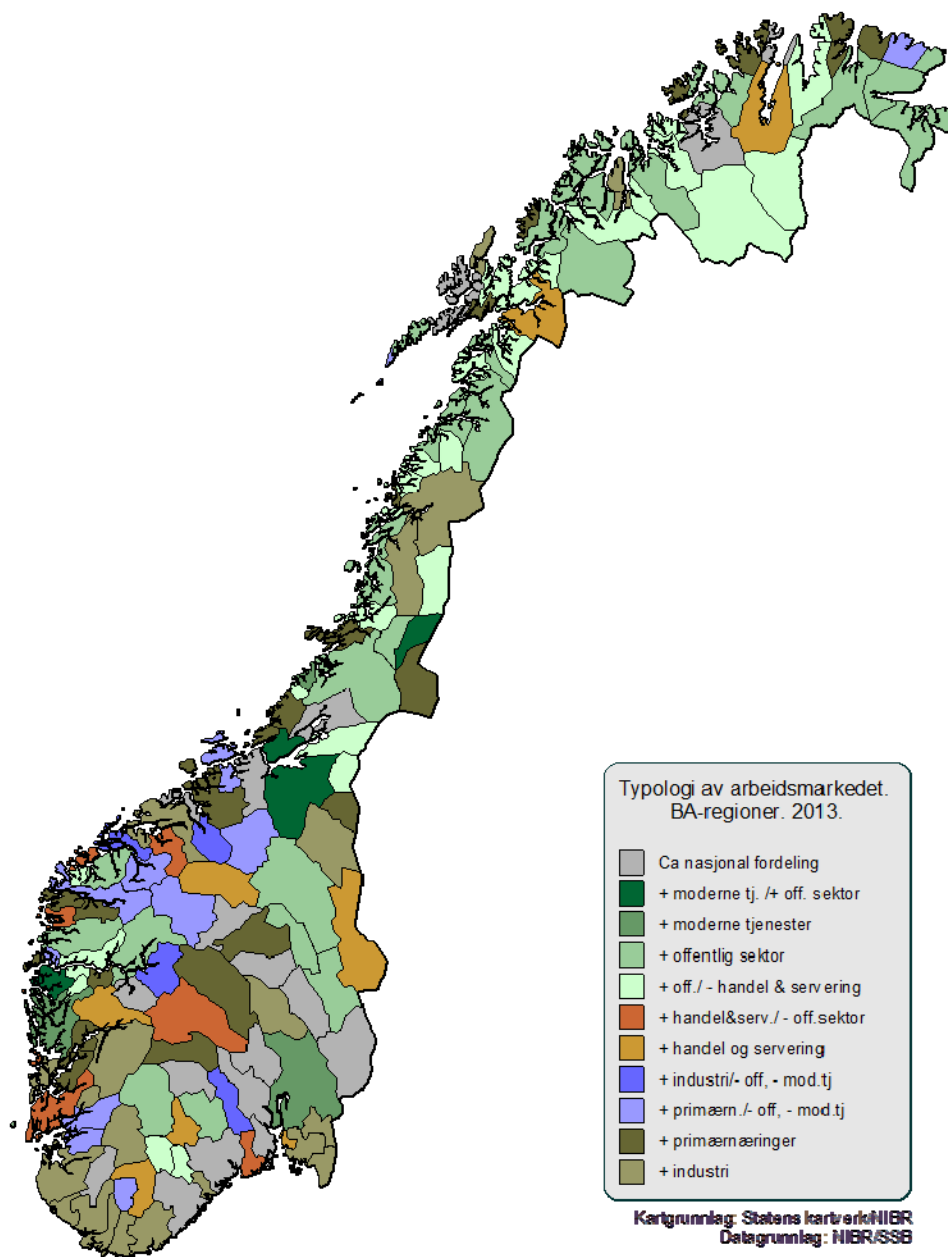 Typologi av arbeidsmarkedet.
BA-regioner. 2013.
Ca nasjonal fordeling
+ moderne tj. /+ off. sektor
+ moderne tjenester
+ offentlig sektor
+ off./ - handel & servering
+ handel&serv./ - off.sektor
+ handel og servering
+ industri/- off, - mod.tj
+ primærn./- off, - mod.tj
+ primærnæringer
+ industri
Kartgrunnlag: Statens kartverk/NIBR
Datagrunnlag: NIBR/SSB